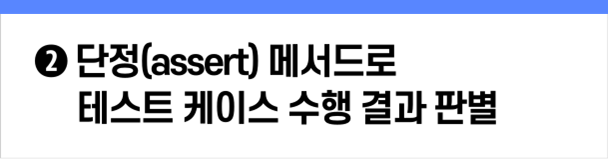 ❷ 단정(assert) 메서드로
테스트 케이스 수행 결과 판별